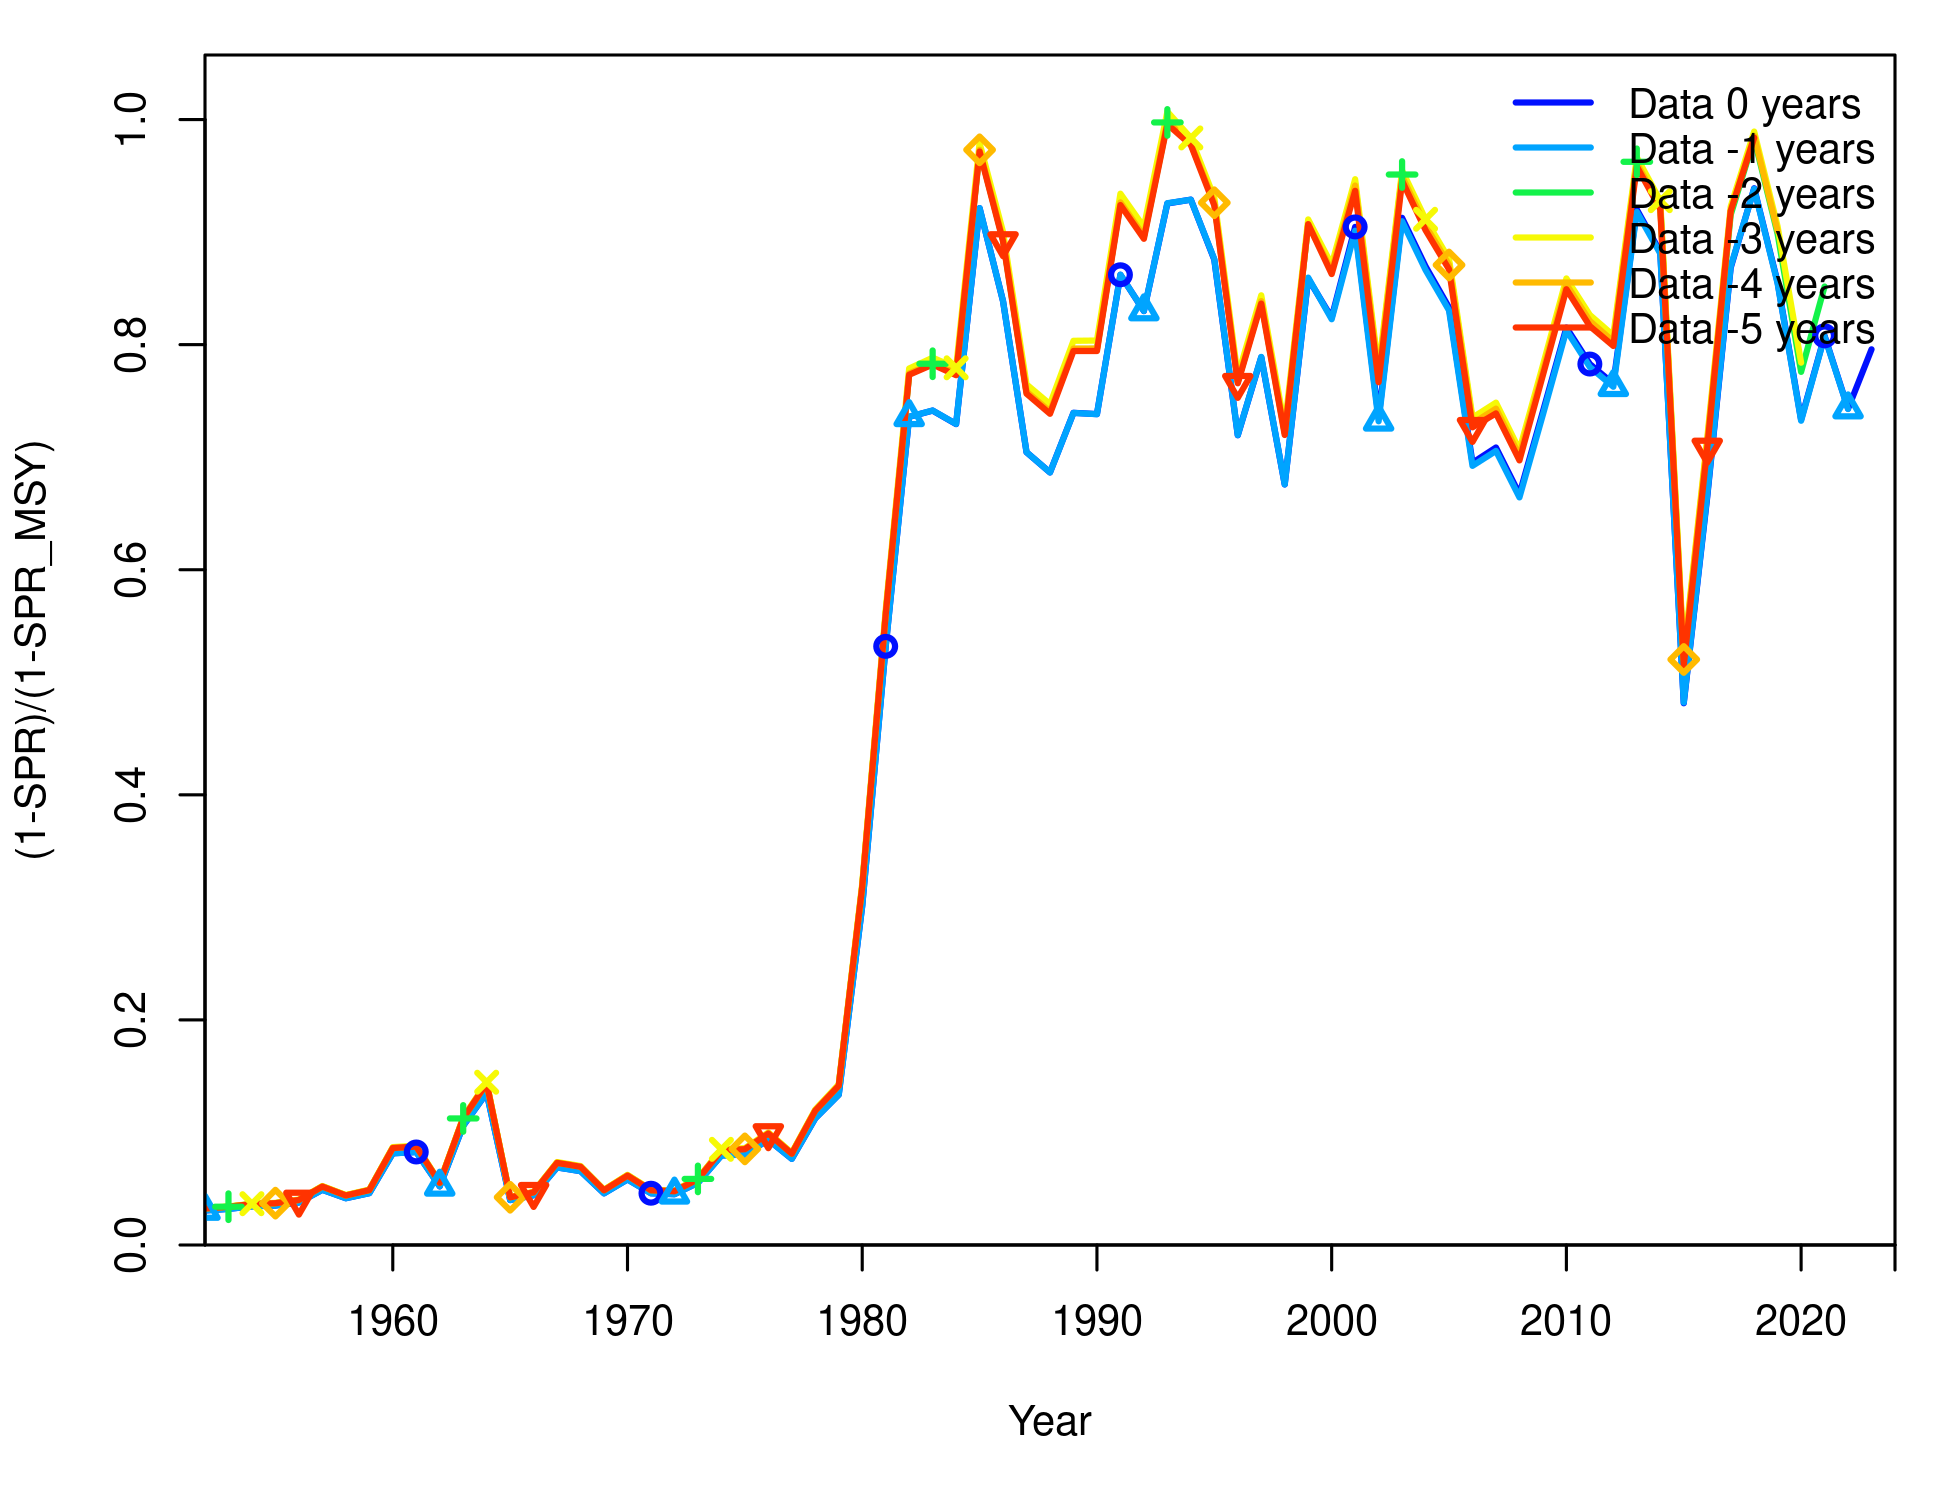 Data 0 years
Data -1 years
Data -2 years
Data -3 years
Data -4 years
Data -5 years
(1-SPR)/(1-SPR_MSY)
1.0
0.8
0.6
0.4
0.2
0.0
1960 1970 1980 1990 2000 2010 2020
Year